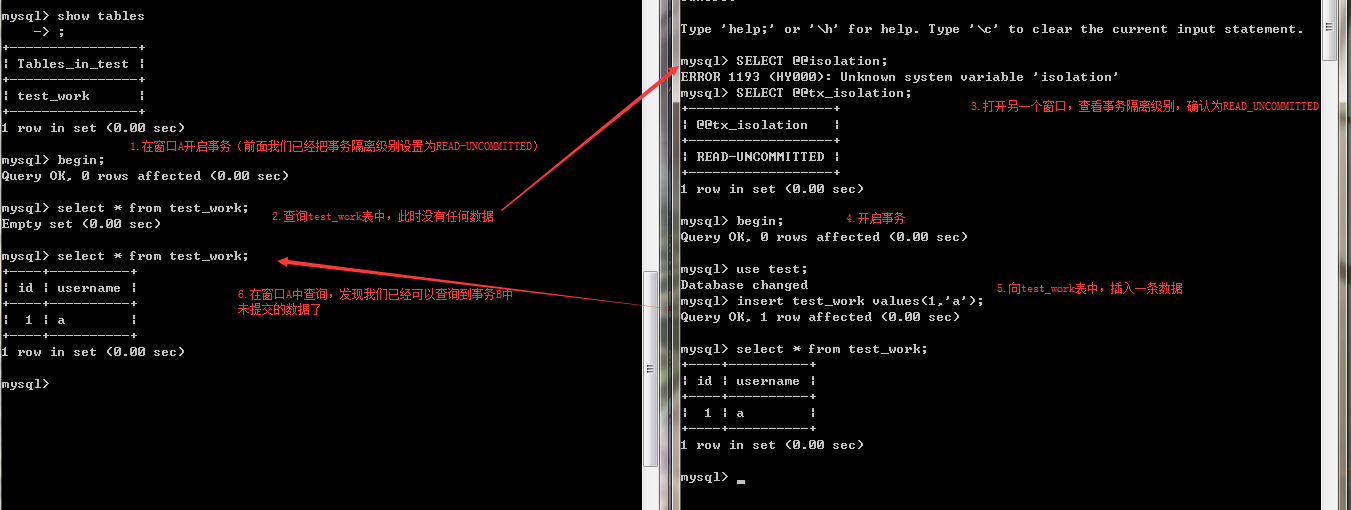 mysql> show tables
    -> ;
+----------------+
| Tables_in_test |
+----------------+
| test_work      |
+----------------+
1 row in set (0.00 sec)
1.在窗口A开启事务（前面我们已经把事务隔离级别设置为READ-UNCOMMITTED）
mysql> begin;
Query OK, 0 rows affected (0.00 sec)
mysql> select * from test_work;
2.查询test_work表中，此时没有任何数据
Empty set (0.00 sec)
mysql> select * from test_work;
+----+----------+
| id | username |
+----+----------+
6.在窗口A中查询，发现我们已经可以查询到事务B中
未提交的数据了
|  1 | a        |
+----+----------+
1 row in set (0.00 sec)
mysql>
Type 'help;' or '\h' for help. Type '\c' to clear the current input statement.
mysql> SELECT @@isolation;
ERROR 1193 (HY000): Unknown system variable 'isolation'
mysql> SELECT @@tx_isolation;
3.打开另一个窗口，查看事务隔离级别，确认为READ_UNCOMMITTED
+------------------+
| @@tx_isolation   |
+------------------+
| READ-UNCOMMITTED |
+------------------+
1 row in set (0.00 sec)
mysql> begin;
4.开启事务
Query OK, 0 rows affected (0.00 sec)
mysql> use test;
Database changed
5.向test_work表中，插入一条数据
mysql> insert test_work values(1,'a');
Query OK, 1 row affected (0.00 sec)
mysql> select * from test_work;
+----+----------+
| id | username |
+----+----------+
|  1 | a        |
+----+----------+
1 row in set (0.00 sec)
mysql>